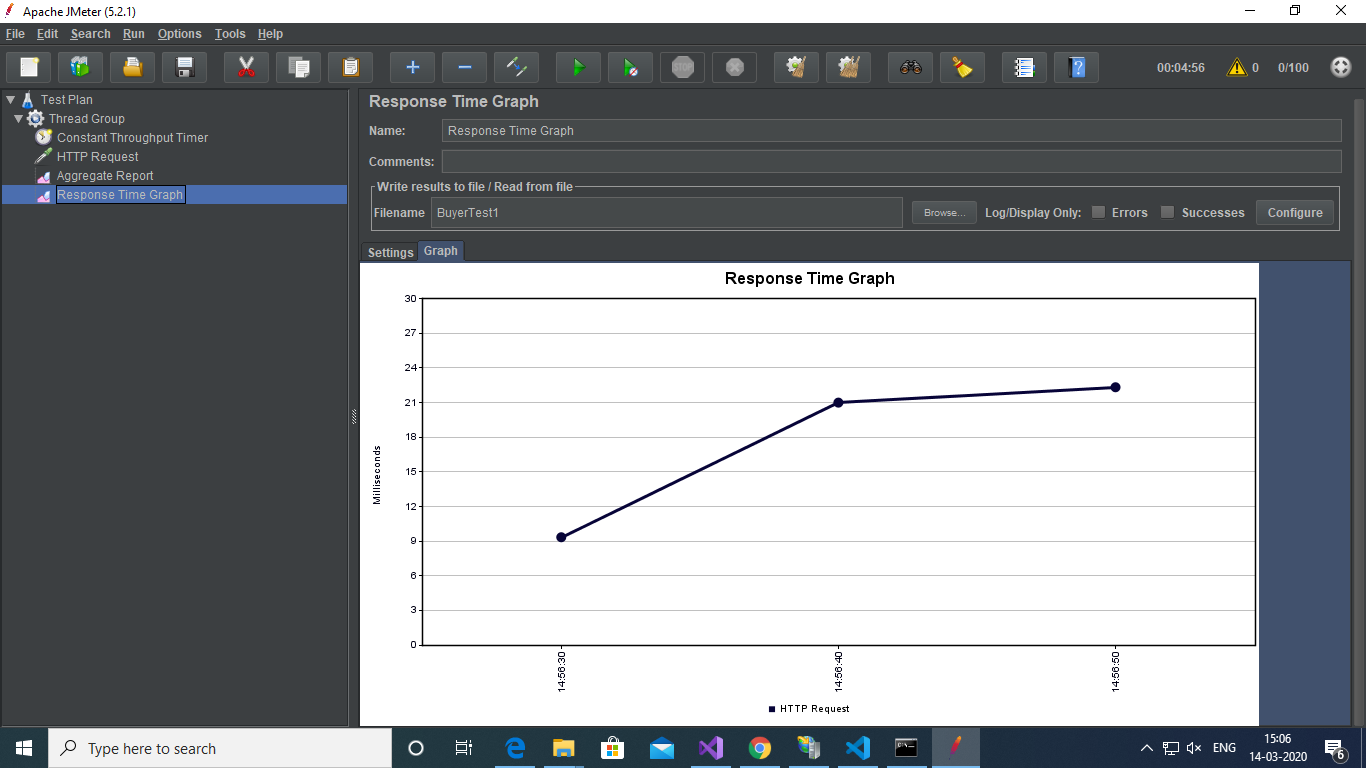 Apache JMeter (5.2.1)
File Edit Search Run Options Tools Help
STOP
00:04:56 0 0/100
Test Plan
Thread Group
Constant Throughput Timer
HTTP Request
Aggregate Report
Response Time Graph
Response Time Graph
Name: Response Time Graph
Comments:
Write results to file / Read from file
Filename BuyerTest1 Browse... Log/Display Only: Errors Successes Configure
Settings Graph
Response Time Graph
30
27
24
21
18
15
12
9
6
3
0
Milliseconds
14:56:30 14:56:40 14:56:50
HTTP Request
Type here to search
ENG
15:06
14-03-2020
6